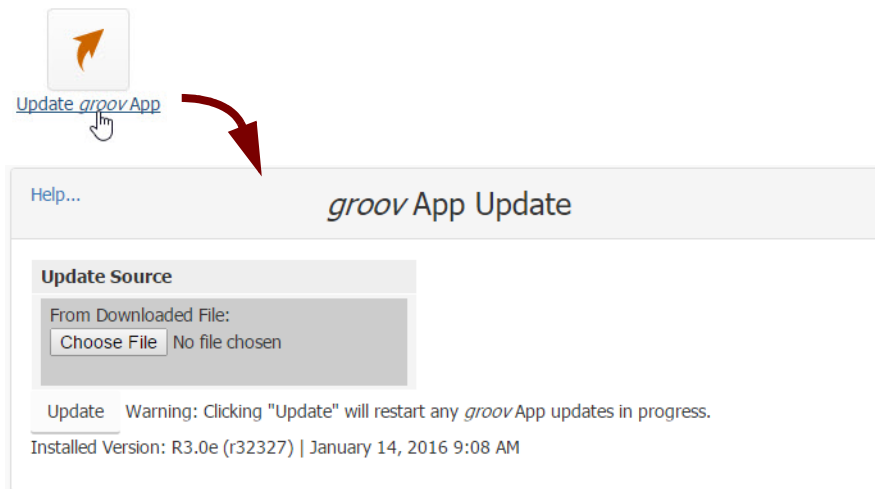 Update groov App
Help...
groov App Update
Update Source
From Downloaded File:
Choose File No file chosen
Update Warning: Clicking "Update" will restart any groov App updates in progress.
Installed Version: R3.0e (r32327) | January 14, 2016 9:08 AM